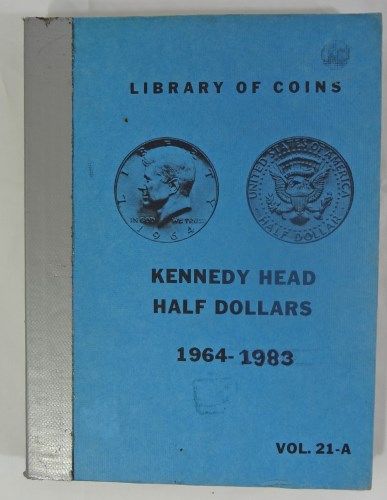 LIBRARY OF COINS
LIBERTY
IN GOD WE TRUST
1964
UNITED STATES OF AMERICA
HALF DOLLAR
KENNEDY HEAD
HALF DOLLARS
1964-1983
VOL. 21-A